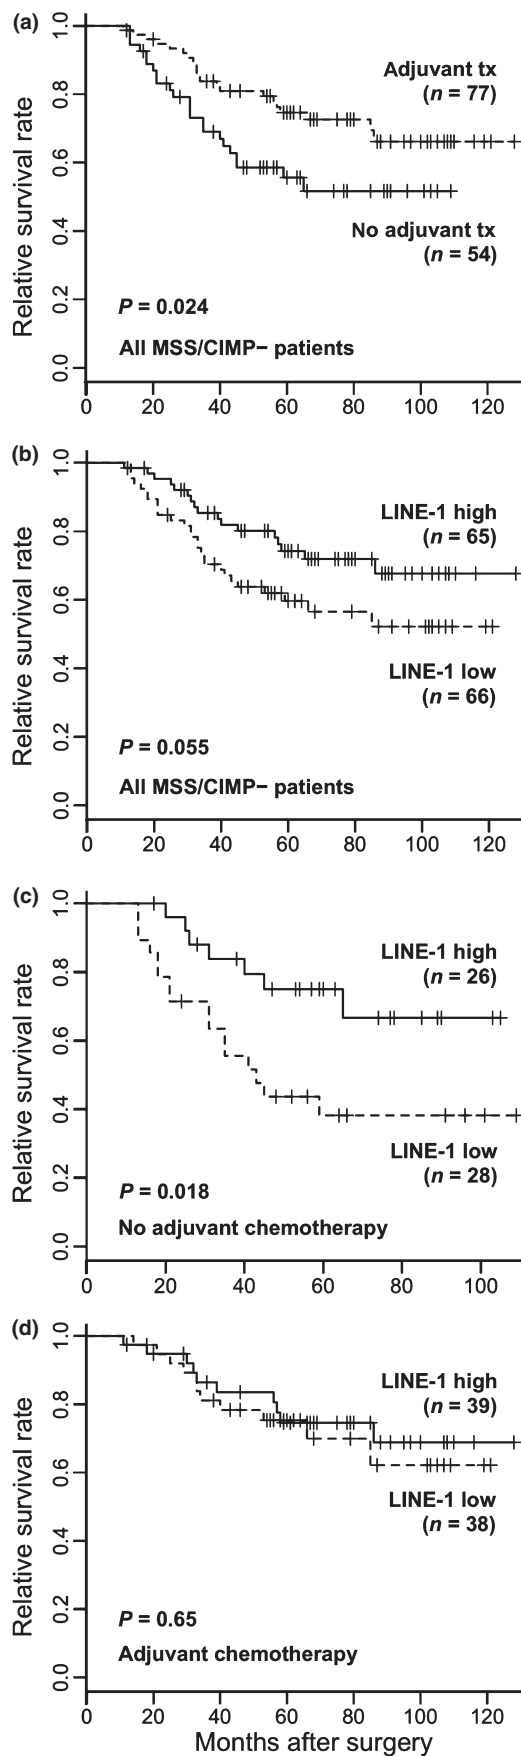 (a)
Relative survival rate
1.0
0.8
0.6
0.4
0.2
0.0
Adjuvant tx
(n = 77)
No adjuvant tx
(n = 54)
P = 0.024
All MSS/CIMP− patients
0 20 40 60 80 100 120
(b)
Relative survival rate
1.0
0.8
0.6
0.4
0.2
0.0
LINE-1 high
(n = 65)
LINE-1 low
(n = 66)
P = 0.055
All MSS/CIMP− patients
0 20 40 60 80 100 120
(c)
Relative survival rate
1.0
0.8
0.6
0.4
0.2
0.0
LINE-1 high
(n = 26)
LINE-1 low
(n = 28)
P = 0.018
No adjuvant chemotherapy
0 20 40 60 80 100
(d)
Relative survival rate
1.0
0.8
0.6
0.4
0.2
0.0
LINE-1 high
(n = 39)
LINE-1 low
(n = 38)
P = 0.65
Adjuvant chemotherapy
0 20 40 60 80 100 120
Months after surgery